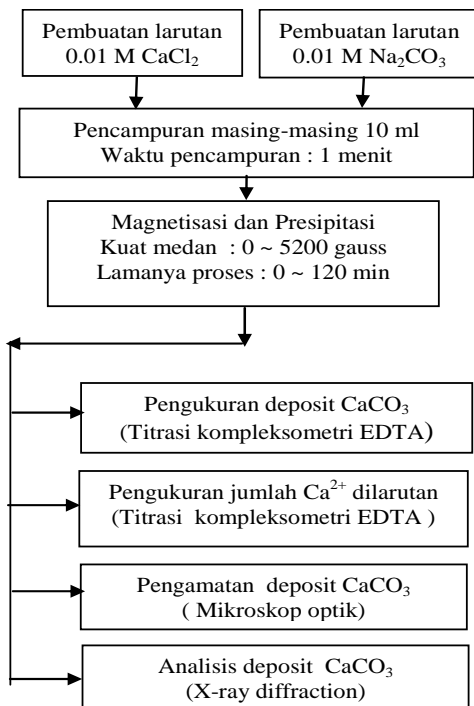 Pembuatan larutan
0.01 M CaCl₂
Pembuatan larutan
0.01 M Na₂CO₃
Pencampuran masing-masing 10 ml
Waktu pencampuran : 1 menit
Magnetisasi dan Presipitasi
Kuat medan : 0 ~ 5200 gauss
Lamanya proses : 0 ~ 120 min
Pengukuran deposit CaCO₃
(Titrasi kompleksometri EDTA)
Pengukuran jumlah Ca²⁺ dilarutan
(Titrasi kompleksometri EDTA )
Pengamatan deposit CaCO₃
( Mikroskop optik)
Analisis deposit CaCO₃
(X-ray diffraction)